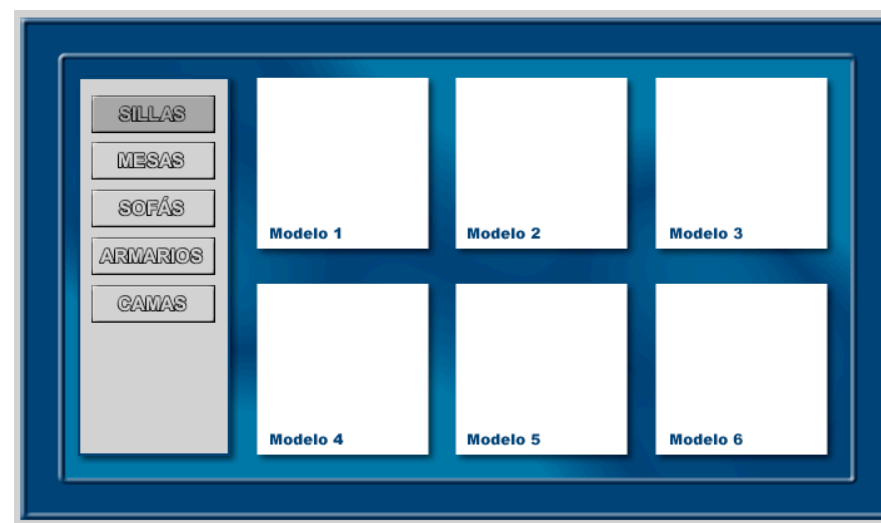 SILLAS
MESAS
SOFÁS
ARMARIOS
CAMAS
Modelo 1
Modelo 2
Modelo 3
Modelo 4
Modelo 5
Modelo 6